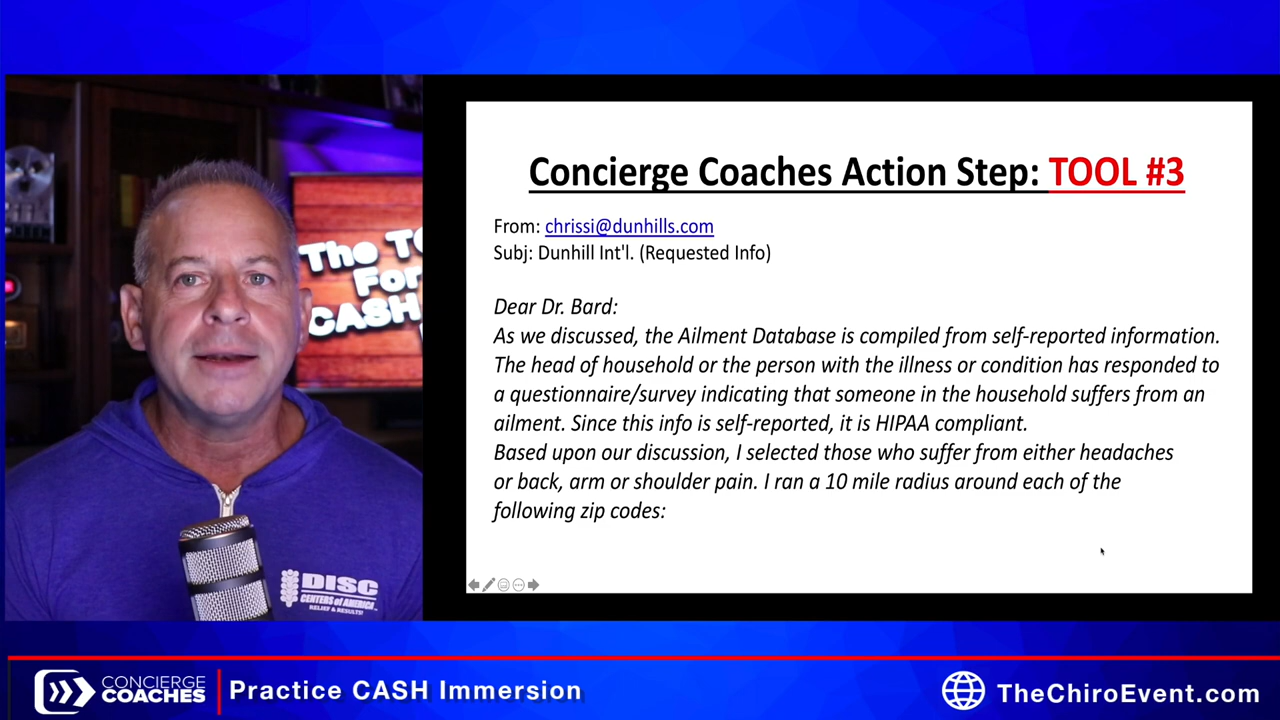 The TO
For
CASH
DISC
CENTERS of AMERICA
RELIEF & RESULTS!
Concierge Coaches Action Step: TOOL #3
From: chrissi@dunhills.com
Subj: Dunhill Int'l. (Requested Info)
Dear Dr. Bard:
As we discussed, the Ailment Database is compiled from self-reported information.
The head of household or the person with the illness or condition has responded to
a questionnaire/survey indicating that someone in the household suffers from an
ailment. Since this info is self-reported, it is HIPAA compliant.
Based upon our discussion, I selected those who suffer from either headaches
or back, arm or shoulder pain. I ran a 10 mile radius around each of the
following zip codes:
CONCIERGE
COACHES
Practice CASH Immersion
TheChiroEvent.com